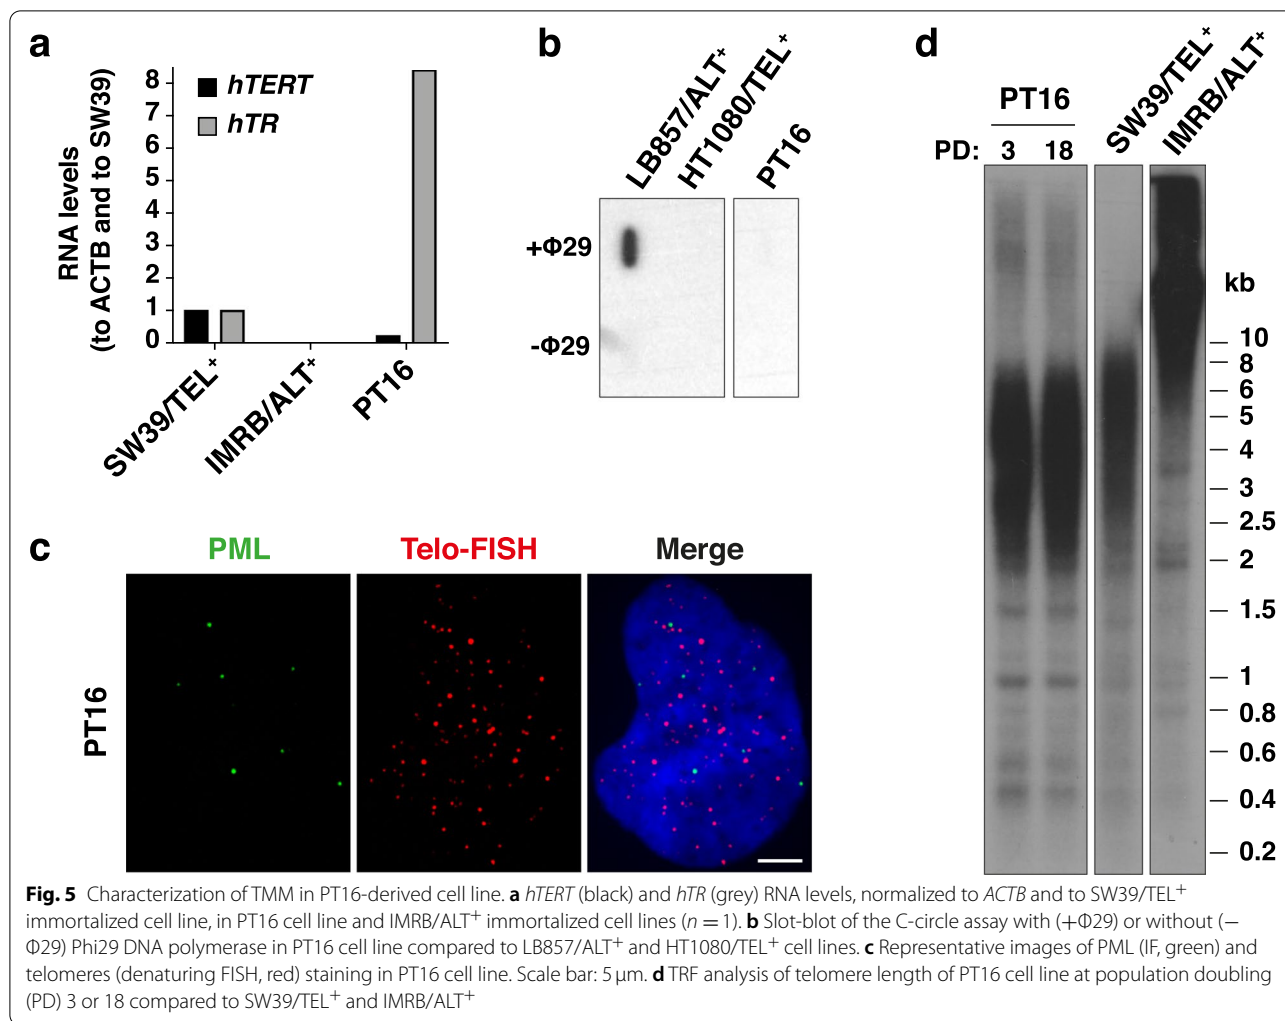 a
RNA levels
(to ACTB and to SW39)
8
7
6
5
4
3
2
1
0
hTERT
hTR
SW39/TEL⁺
IMRB/ALT⁺
PT16
b
LB857/ALT⁺
HT1080/TEL⁺
PT16
+Φ29
-Φ29
c
PML
Telo-FISH
Merge
PT16
d
PT16
SW39/TEL⁺
IMRB/ALT⁺
PD: 3 18
kb
10
8
6
5
4
3
2.5
2
1.5
1
0.8
0.6
0.4
0.2
Fig. 5 Characterization of TMM in PT16-derived cell line. a hTERT (black) and hTR (grey) RNA levels, normalized to ACTB and to SW39/TEL⁺
immortalized cell line, in PT16 cell line and IMRB/ALT⁺ immortalized cell lines (n = 1). b Slot-blot of the C-circle assay with (+Φ29) or without (−
Φ29) Phi29 DNA polymerase in PT16 cell line compared to LB857/ALT⁺ and HT1080/TEL⁺ cell lines. c Representative images of PML (IF, green) and
telomeres (denaturing FISH, red) staining in PT16 cell line. Scale bar: 5 μm. d TRF analysis of telomere length of PT16 cell line at population doubling
(PD) 3 or 18 compared to SW39/TEL⁺ and IMRB/ALT⁺